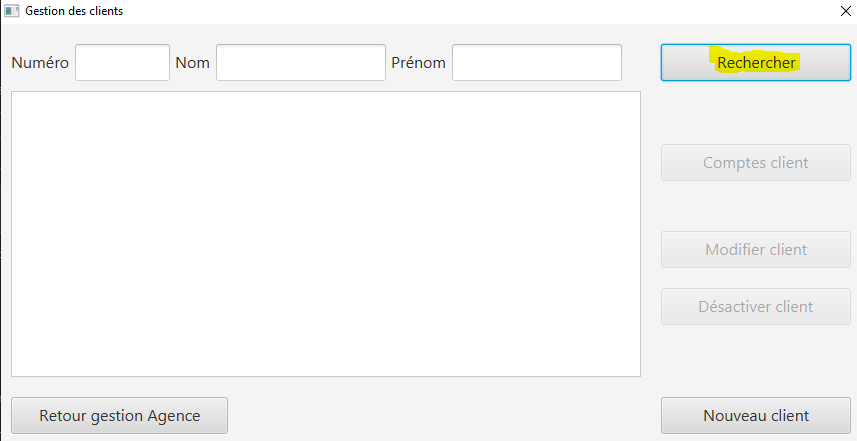 Gestion des clients
Numéro Nom Prénom Rechercher
Comptes client
Modifier client
Désactiver client
Retour gestion Agence Nouveau client